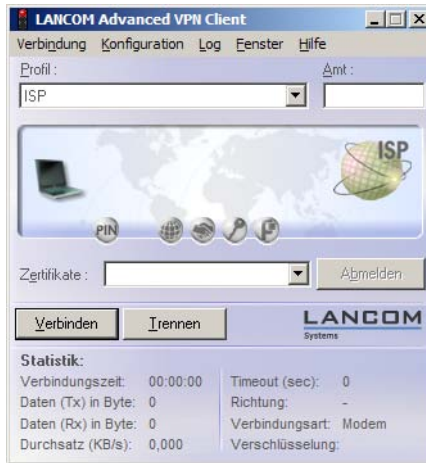 LANCOM Advanced VPN Client
Verbindung Konfiguration Log Fenster Hilfe
Profil : Amt :
ISP
ISP
PIN
Zertifikate : Abmelden
Verbinden Trennen LANCOM
Systems
Statistik:
Verbindungszeit: 00:00:00 Timeout (sec): 0
Daten (Tx) in Byte: 0 Richtung: -
Daten (Rx) in Byte: 0 Verbindungsart: Modem
Durchsatz (KB/s): 0,000 Verschlüsselung: